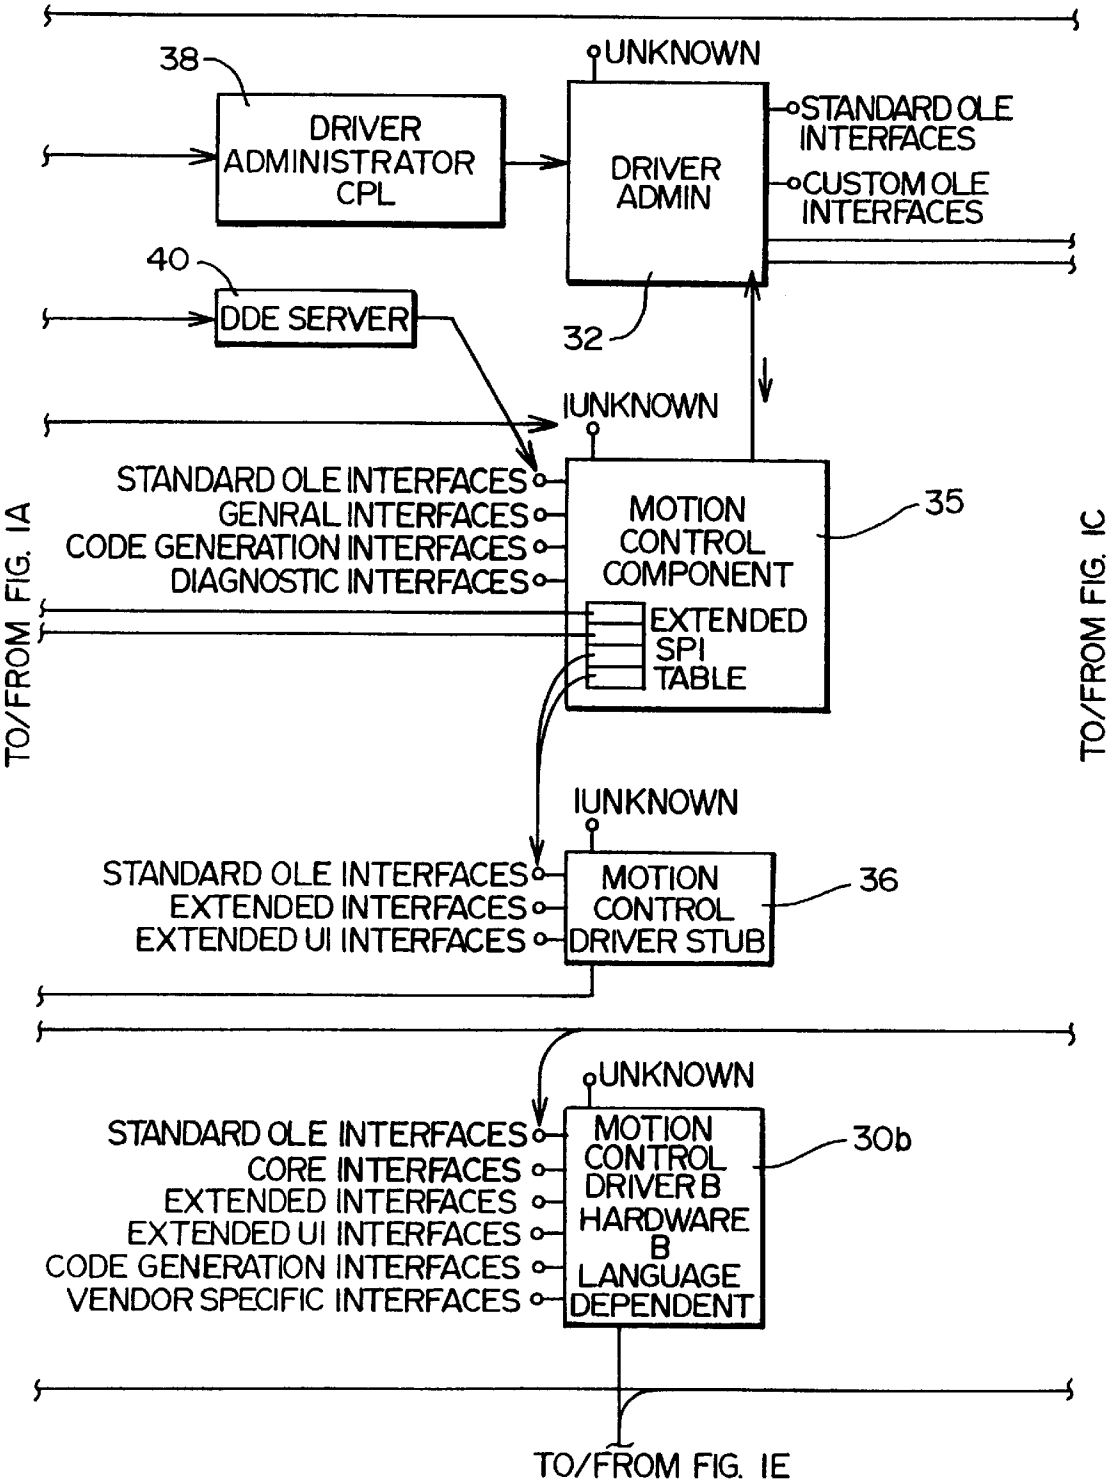 38
DRIVER
ADMINISTRATOR
CPL
UNKNOWN
DRIVER
ADMIN
STANDARD OLE
INTERFACES
CUSTOM OLE
INTERFACES
32
40
DDE SERVER
IUNKNOWN
STANDARD OLE INTERFACES
GENRAL INTERFACES
CODE GENERATION INTERFACES
DIAGNOSTIC INTERFACES
MOTION
CONTROL
COMPONENT
EXTENDED
SPI
TABLE
35
TO/FROM FIG. 1A
TO/FROM FIG. 1C
IUNKNOWN
STANDARD OLE INTERFACES
EXTENDED INTERFACES
EXTENDED UI INTERFACES
MOTION
CONTROL
DRIVER STUB
36
UNKNOWN
STANDARD OLE INTERFACES
CORE INTERFACES
EXTENDED INTERFACES
EXTENDED UI INTERFACES
CODE GENERATION INTERFACES
VENDOR SPECIFIC INTERFACES
MOTION
CONTROL
DRIVER B
HARDWARE
B
LANGUAGE
DEPENDENT
30b
TO/FROM FIG. 1E